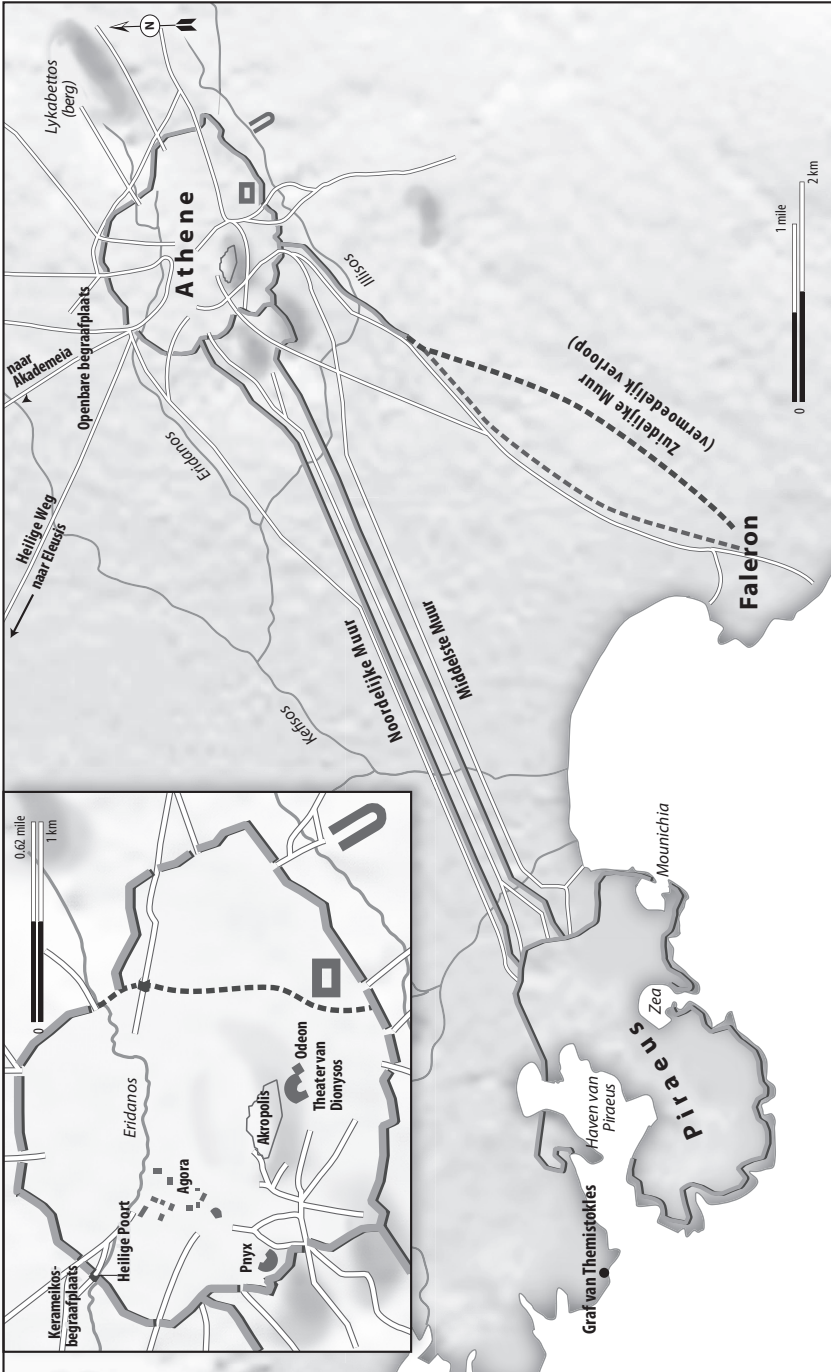 0.62 mile
0
1 km
Kerameikos-
begraafplaats
Heilige Poort
Eridanos
Agora
Akropolis
Odeon
Theater van
Dionysos
Pnyx
N
Lykabettos
(berg)
Athene
naar
Akademeia
Openbare begraafplaats
Heilige Weg
naar Eleusis
Eridanos
Illisos
Kefisos
Noordelijke Muur
Middelste Muur
Zuidelijke Muur
(vermoedelijk verloop)
Faleron
Mounichia
Zea
Piraeus
Haven van
Piraeus
Graf van Themistokles
1 mile
0
2 km